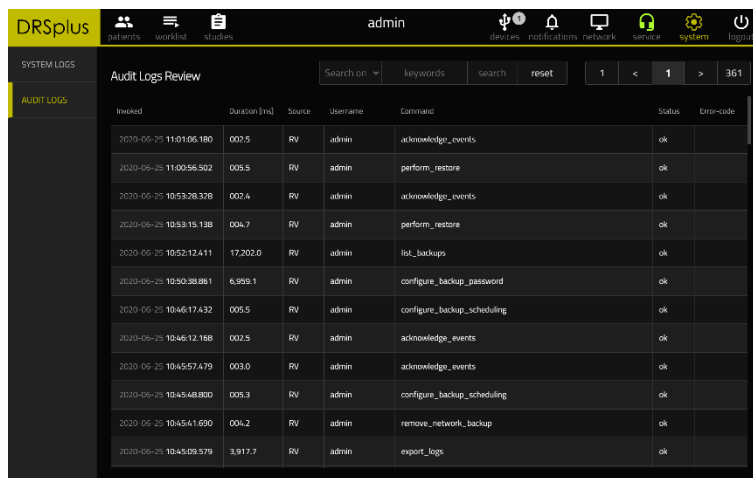 DRSplus
patients
worklist
studies
admin
1
devices
notifications
network
service
system
logout
SYSTEM LOGS
AUDIT LOGS
Audit Logs Review
Search on
keywords
search
reset
1
<
1
>
361
Invoked Duration [ms] Source Username Command Status Error-code
2020-06-25 11:01:06.180 002.5 RV admin acknowledge_events ok
2020-06-25 11:00:56.502 005.5 RV admin perform_restore ok
2020-06-25 10:53:28.328 002.4 RV admin acknowledge_events ok
2020-06-25 10:53:15.138 004.7 RV admin perform_restore ok
2020-06-25 10:52:12.411 17,202.0 RV admin list_backups ok
2020-06-25 10:50:38.861 6,959.1 RV admin configure_backup_password ok
2020-06-25 10:46:17.432 005.5 RV admin configure_backup_scheduling ok
2020-06-25 10:46:12.168 002.5 RV admin acknowledge_events ok
2020-06-25 10:45:57.479 003.0 RV admin acknowledge_events ok
2020-06-25 10:45:48.800 005.3 RV admin configure_backup_scheduling ok
2020-06-25 10:45:41.690 004.2 RV admin remove_network_backup ok
2020-06-25 10:45:09.579 3,917.7 RV admin export_logs ok